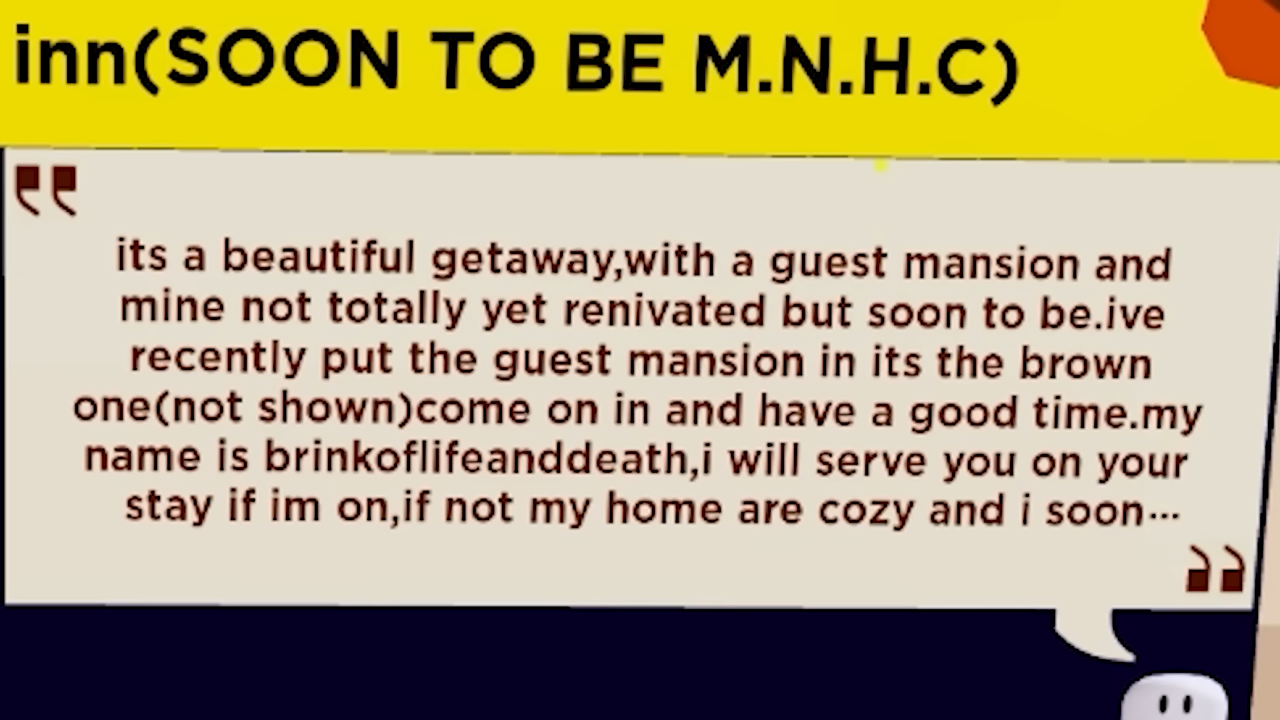 inn(SOON TO BE M.N.H.C)
its a beautiful getaway,with a guest mansion and
mine not totally yet renivated but soon to be.ive
recently put the guest mansion in its the brown
one(not shown)come on in and have a good time.my
name is brinkoflifeanddeath,i will serve you on your
stay if im on,if not my home are cozy and i soon...